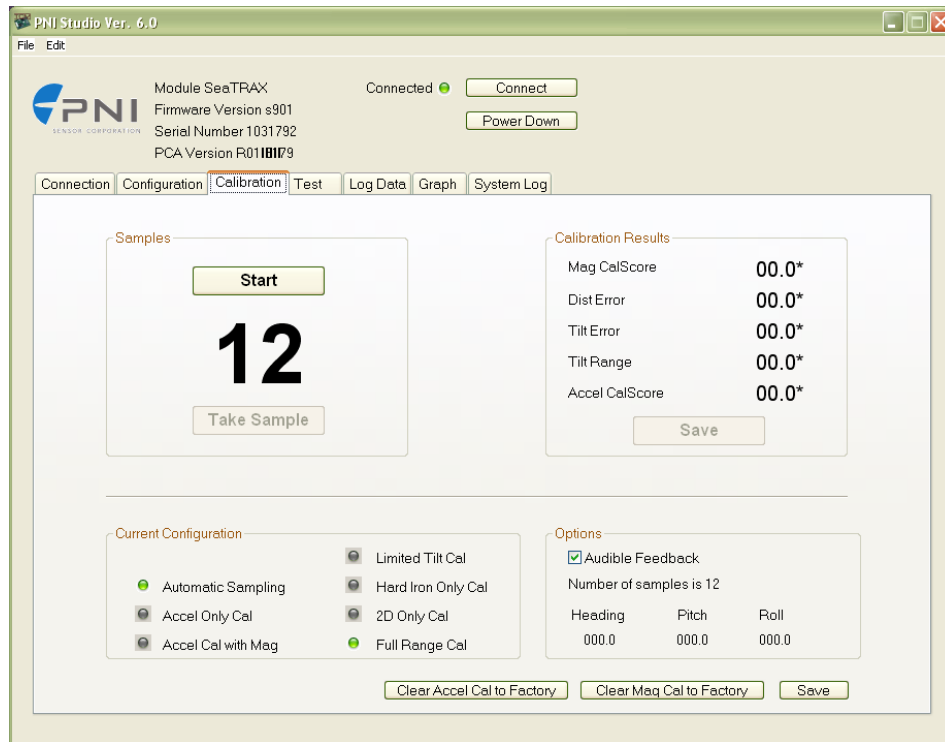 PNI Studio Ver. 6.0
File Edit
PNI
SENSOR CORPORATION
Module SeaTRAX
Firmware Version s901
Serial Number 1031792
PCA Version
Connected
Connect
Power Down
Connection Configuration Calibration Test Log Data Graph System Log
Samples
Start
12
Take Sample
Calibration Results
Mag CalScore 00.0*
Dist Error 00.0*
Tilt Error 00.0*
Tilt Range 00.0*
Accel CalScore 00.0*
Save
Current Configuration
Automatic Sampling
Accel Only Cal
Accel Cal with Mag
Limited Tilt Cal
Hard Iron Only Cal
2D Only Cal
Full Range Cal
Options
Audible Feedback
Number of samples is 12
Heading Pitch Roll
000.0 000.0 000.0
Clear Accel Cal to Factory Clear Mag Cal to Factory Save